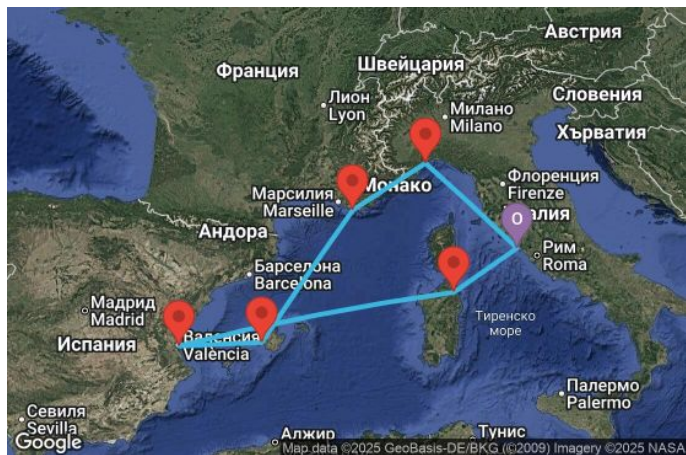 Австрия
Швейцария
Франция
Словения
Лион
Lyon
Милано
Milano
Хърватия
Монако
Флоренция
Firenze
Марсилия
Marseille
O
алия
Андора
Рим
Roma
Барселона
Barcelona
Мадрид
Madrid
Тиренско
море
Валенсия
València
Испания
Палермо
Palermo
Севиля
Sevilla
Google
Алжир
Тунис
Map data ©2025 GeoBasis-DE/BKG (©2009) Imagery ©2025 NASA